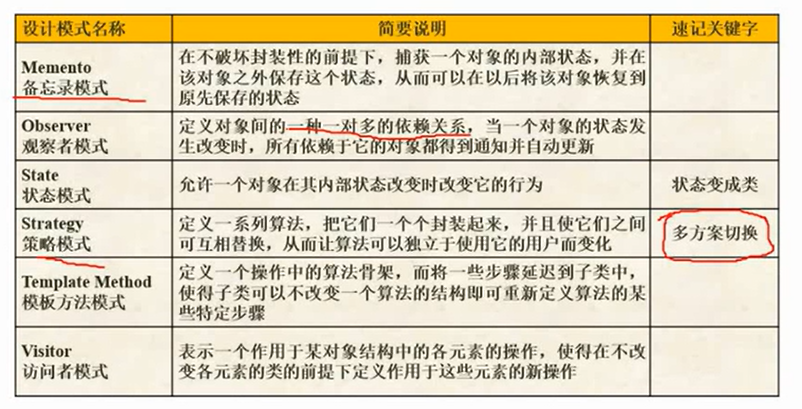 设计模式名称 简要说明 速记关键字
Memento
备忘录模式
在不破坏封装性的前提下，捕获一个对象的内部状态，并在
该对象之外保存这个状态，从而可以在以后将该对象恢复到
原先保存的状态
Observer
观察者模式
定义对象间的一种一对多的依赖关系，当一个对象的状态发
生改变时，所有依赖于它的对象都得到通知并自动更新
State
状态模式
允许一个对象在其内部状态改变时改变它的行为
状态变成类
Strategy
策略模式
定义一系列算法，把它们一个个封装起来，并且使它们之间
可互相替换，从而让算法可以独立于使用它的用户而变化
多方案切换
Template Method
模板方法模式
定义一个操作中的算法骨架，而将一些步骤延迟到子类中，
使得子类可以不改变一个算法的结构即可重新定义算法的某
些特定步骤
Visitor
访问者模式
表示一个作用于某对象结构中的各元素的操作，使得在不改
变各元素的类的前提下定义作用于这些元素的新操作